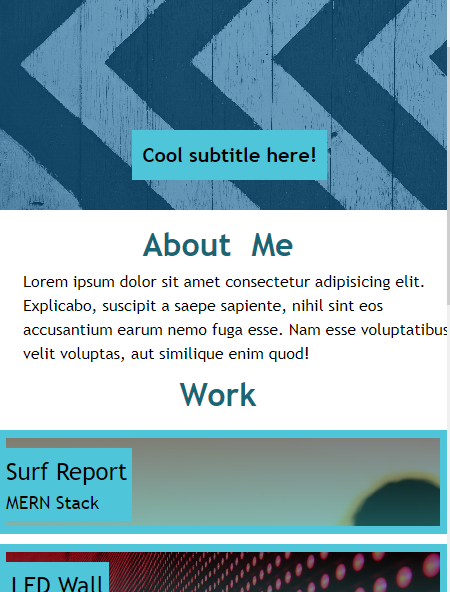 Cool subtitle here!
About Me
Lorem ipsum dolor sit amet consectetur adipisicing elit.
Explicabo, suscipit a saepe sapiente, nihil sint eos
accusantium earum nemo fuga esse. Nam esse voluptatibus
velit voluptas, aut similique enim quod!
Work
Surf Report
MERN Stack
LED Wall